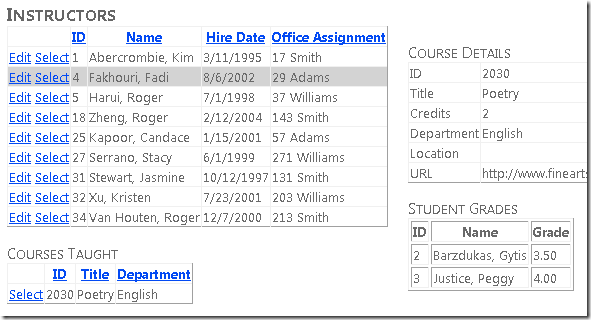 INSTRUCTORS
ID Name Hire Date Office Assignment
Edit Select 1 Abercrombie, Kim 3/11/1995 17 Smith
Edit Select 4 Fakhouri, Fadi 8/6/2002 29 Adams
Edit Select 5 Harui, Roger 7/1/1998 37 Williams
Edit Select 18 Zheng, Roger 2/12/2004 143 Smith
Edit Select 25 Kapoor, Candace 1/15/2001 57 Adams
Edit Select 27 Serrano, Stacy 6/1/1999 271 Williams
Edit Select 31 Stewart, Jasmine 10/12/1997 131 Smith
Edit Select 32 Xu, Kristen 7/23/2001 203 Williams
Edit Select 34 Van Houten, Roger 12/7/2000 213 Smith
COURSES TAUGHT
ID Title Department
Select 2030 Poetry English
COURSE DETAILS
ID 2030
Title Poetry
Credits 2
Department English
Location
URL http://www.finearts
STUDENT GRADES
ID Name Grade
2 Barzdukas, Gytis 3.50
3 Justice, Peggy 4.00